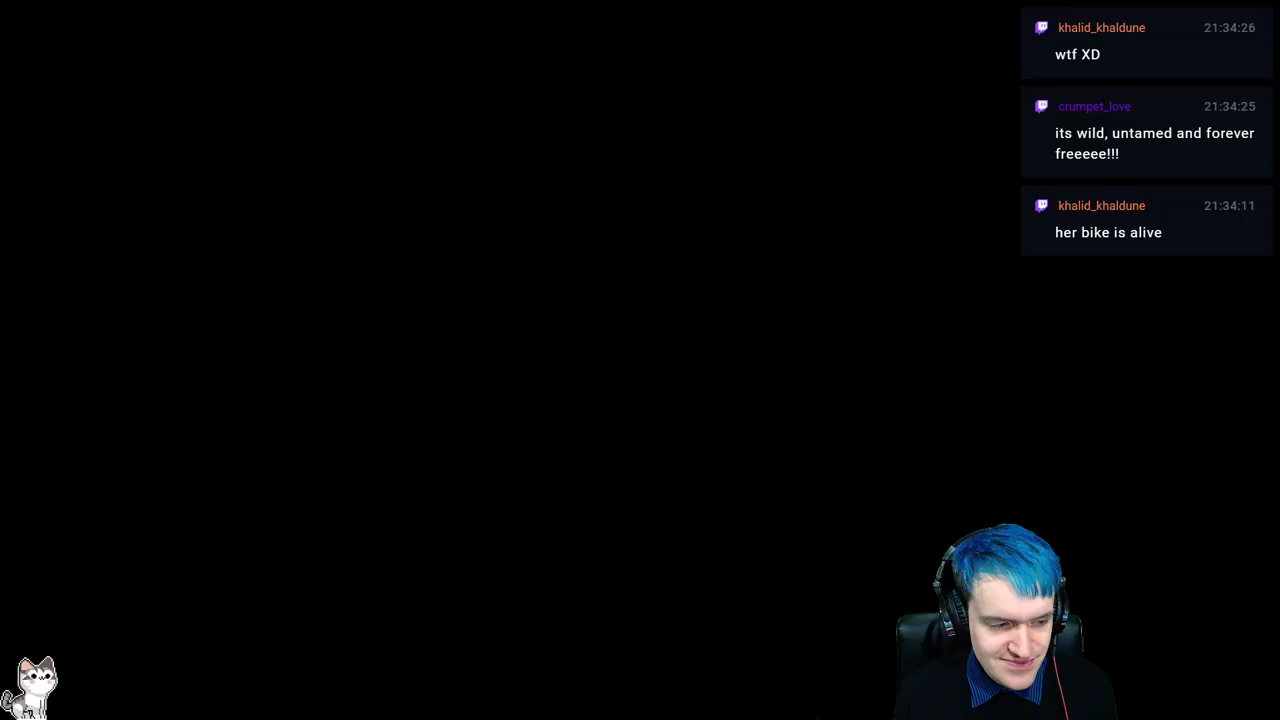 khalid_khaldune 21:34:26
wtf XD
crumpet_love 21:34:25
its wild, untamed and forever
freeeee!!!
khalid_khaldune 21:34:11
her bike is alive